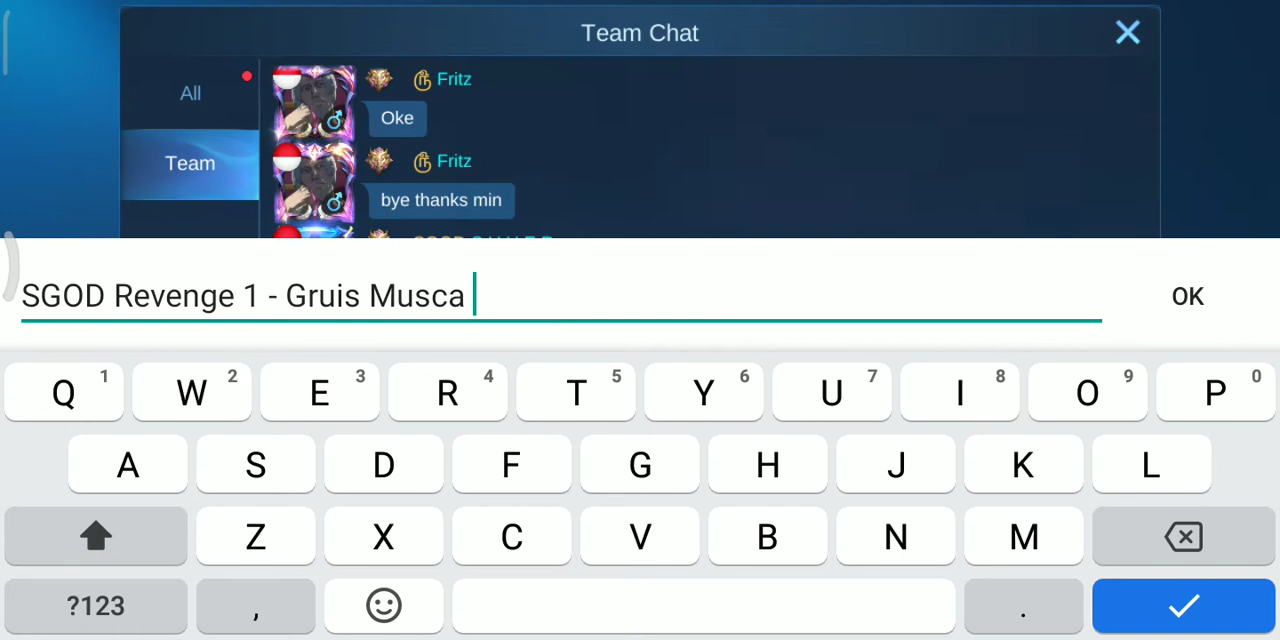 Team Chat
All
Team
Fritz
Oke
Fritz
bye thanks min
SGOD Revenge 1 - Gruis Musca
OK
Q 1 W 2 E 3 R 4 T 5 Y 6 U 7 I 8 O 9 P 0
A S D F G H J K L
Z X C V B N M
?123 , .